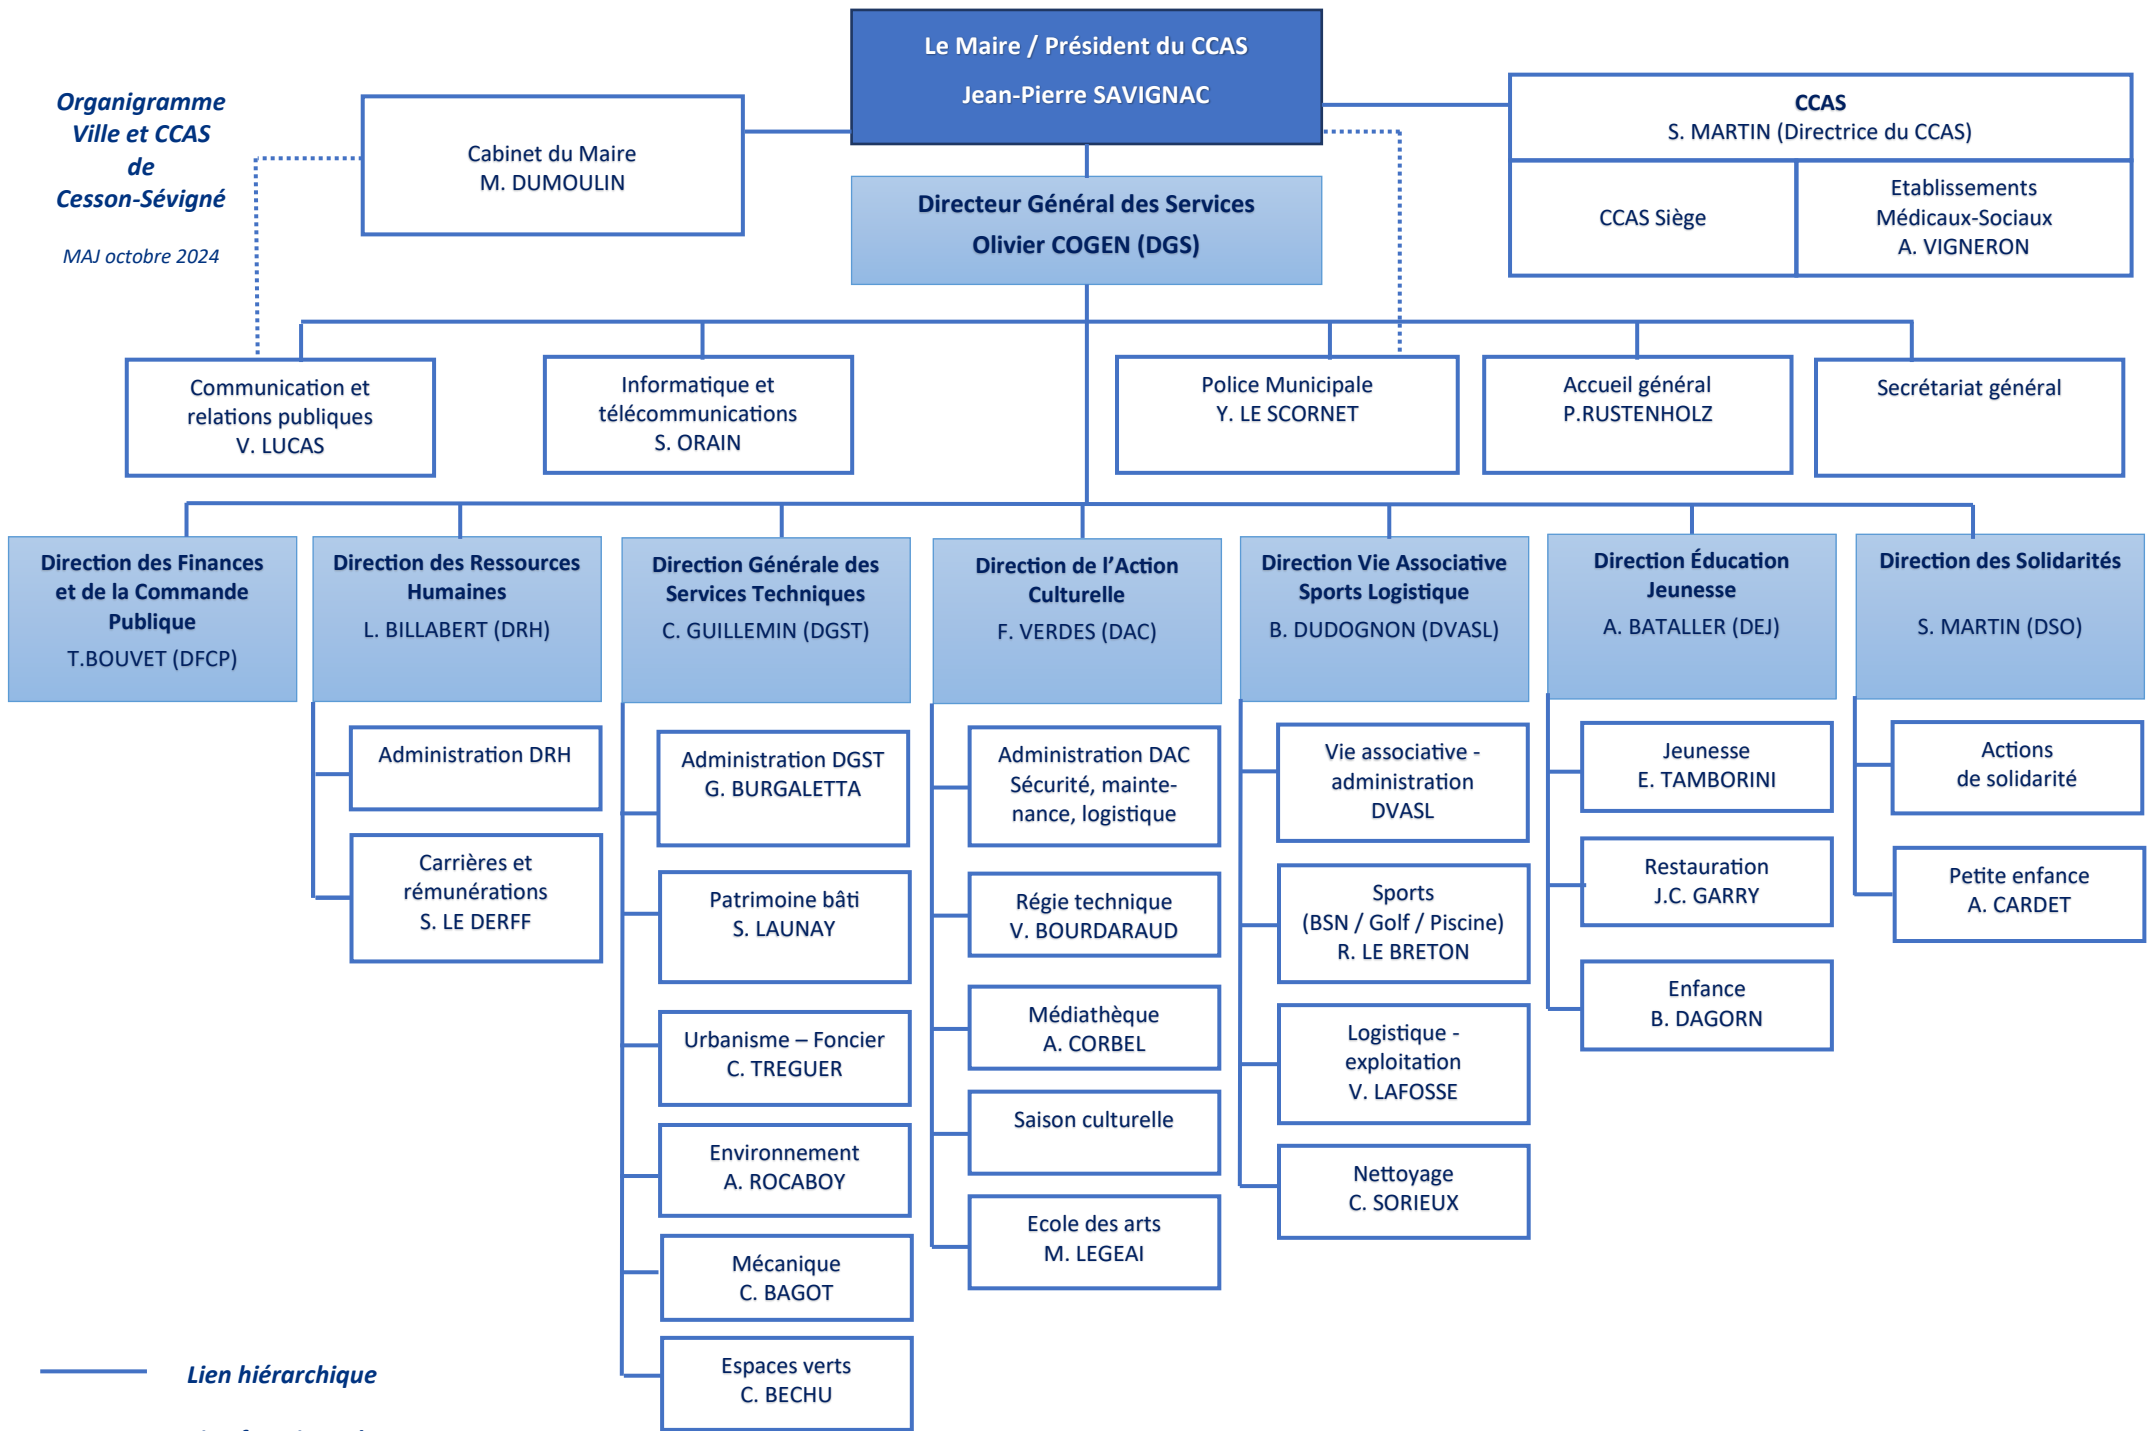 Le Maire / Président du CCAS
Jean-Pierre SAVIGNAC
Organigramme
Ville et CCAS
de
Cesson-Sévigné
MAJ octobre 2024
Cabinet du Maire
M. DUMOULIN
CCAS
S. MARTIN (Directrice du CCAS)
CCAS Siège
Etablissements
Médicaux-Sociaux
A. VIGNERON
Directeur Général des Services
Olivier COGEN (DGS)
Communication et
relations publiques
V. LUCAS
Informatique et
télécommunications
S. ORAIN
Police Municipale
Y. LE SCORNET
Accueil général
P.RUSTENHOLZ
Secrétariat général
Direction des Finances
et de la Commande
Publique
T.BOUVET (DFCP)
Direction des Ressources
Humaines
L. BILLABERT (DRH)
Administration DRH
Carrières et
rémunérations
S. LE DERFF
Direction Générale des
Services Techniques
C. GUILLEMIN (DGST)
Administration DGST
G. BURGALETTA
Patrimoine bâti
S. LAUNAY
Urbanisme – Foncier
C. TREGUER
Environnement
A. ROCABOY
Mécanique
C. BAGOT
Espaces verts
C. BECHU
Direction de l’Action
Culturelle
F. VERDES (DAC)
Administration DAC
Sécurité, mainte-
nance, logistique
Régie technique
V. BOURDARAUD
Médiathèque
A. CORBEL
Saison culturelle
Ecole des arts
M. LEGEAI
Direction Vie Associative
Sports Logistique
B. DUDOGNON (DVASL)
Vie associative -
administration
DVASL
Sports
(BSN / Golf / Piscine)
R. LE BRETON
Logistique -
exploitation
V. LAFOSSE
Nettoyage
C. SORIEUX
Direction Éducation
Jeunesse
A. BATALLER (DEJ)
Jeunesse
E. TAMBORINI
Restauration
J.C. GARRY
Enfance
B. DAGORN
Direction des Solidarités
S. MARTIN (DSO)
Actions
de solidarité
Petite enfance
A. CARDET
Lien hiérarchique